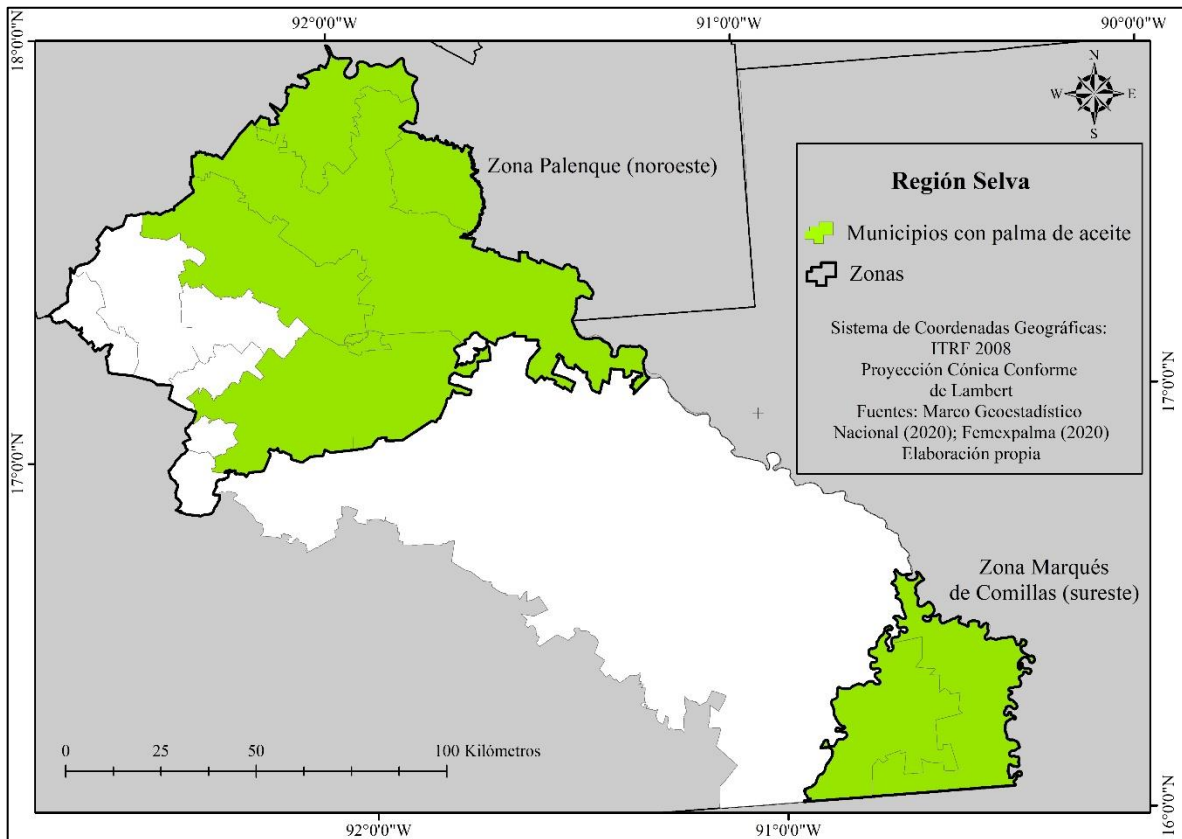 92°0'0"W
91°0'0"W
90°0'0"W
18°0'0"N
N
W
E
S
Zona Palenque (noroeste)
Región Selva
Municipios con palma de aceite
Zonas
Sistema de Coordenadas Geográficas:
ITRF 2008
Proyección Cónica Conforme
de Lambert
Fuentes: Marco Geoestadístico
Nacional (2020); Femexpalma (2020)
Elaboración propia
17°0'0"N
17°0'0"N
Zona Marqués
de Comillas (sureste)
0 25 50 100 Kilómetros
16°0'0"N
92°0'0"W
91°0'0"W